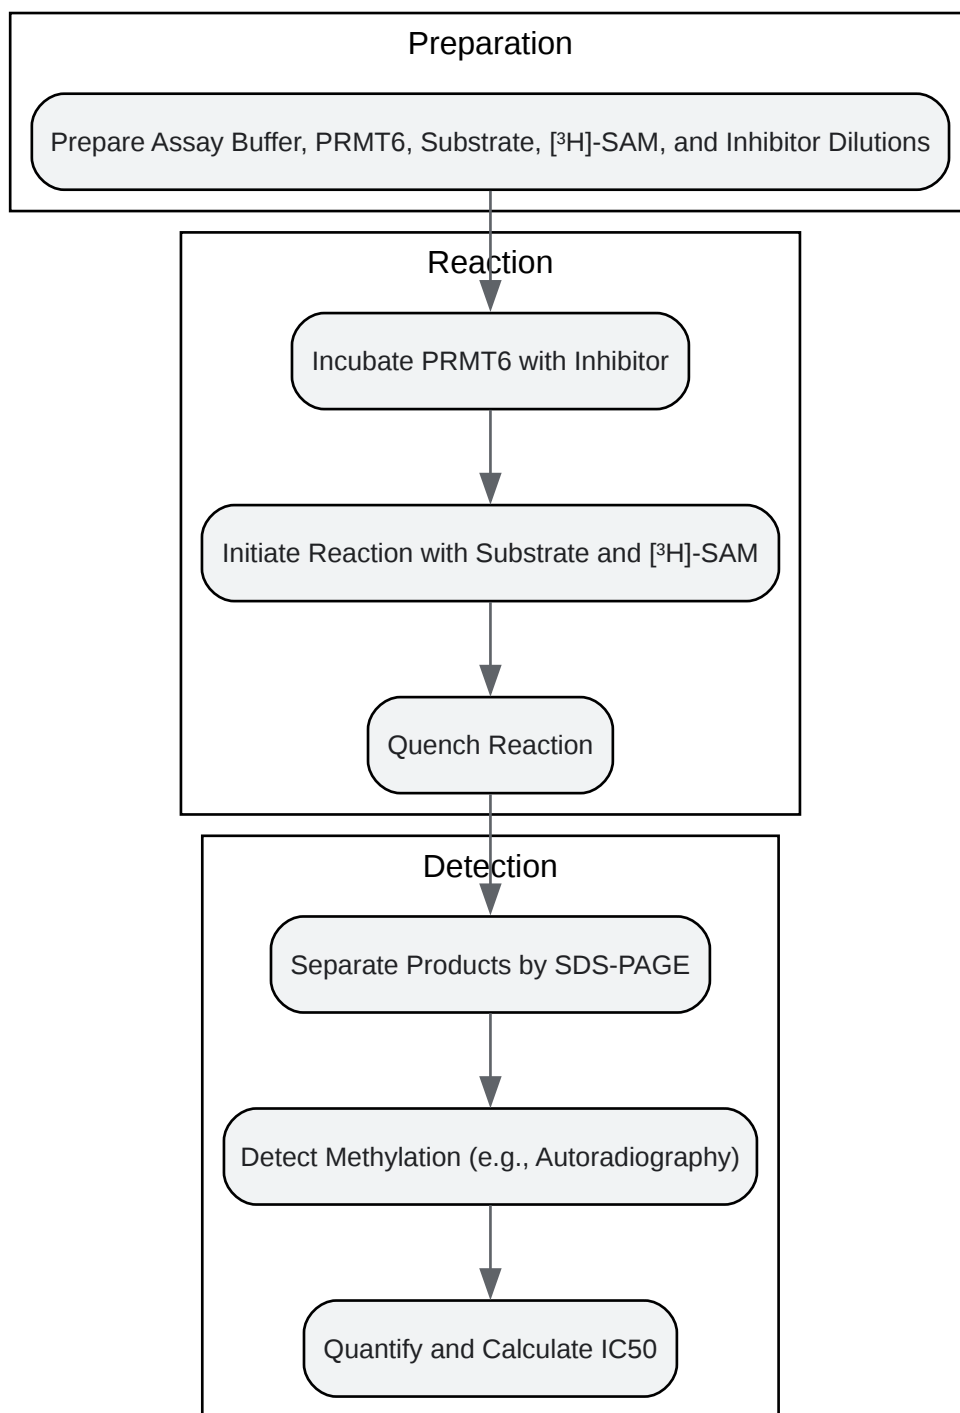 Preparation
Prepare Assay Buffer, PRMT6, Substrate, [³H]-SAM, and Inhibitor Dilutions
Reaction
Incubate PRMT6 with Inhibitor
Initiate Reaction with Substrate and [³H]-SAM
Quench Reaction
Detection
Separate Products by SDS-PAGE
Detect Methylation (e.g., Autoradiography)
Quantify and Calculate IC50